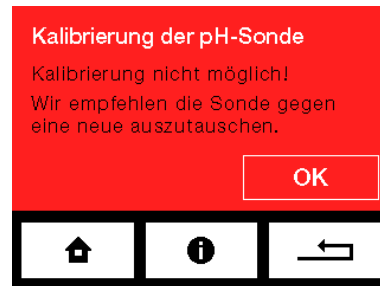 Kalibrierung der pH-Sonde
Kalibrierung nicht möglich!
Wir empfehlen die Sonde gegen
eine neue auszutauschen.
OK